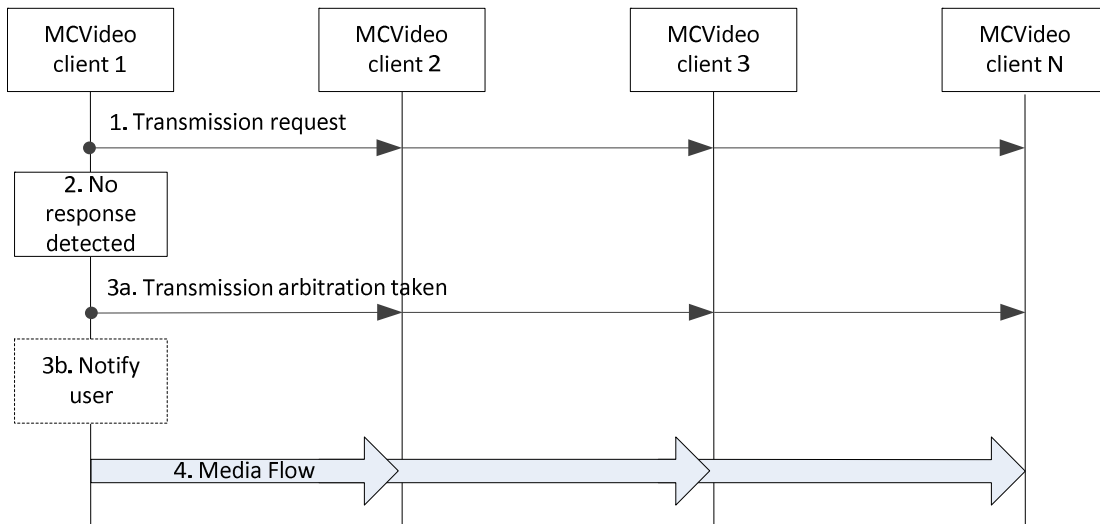 MCVideo
client 1
MCVideo
client 2
MCVideo
client 3
MCVideo
client N
1. Transmission request
2. No
response
detected
3a. Transmission arbitration taken
3b. Notify
user
4. Media Flow